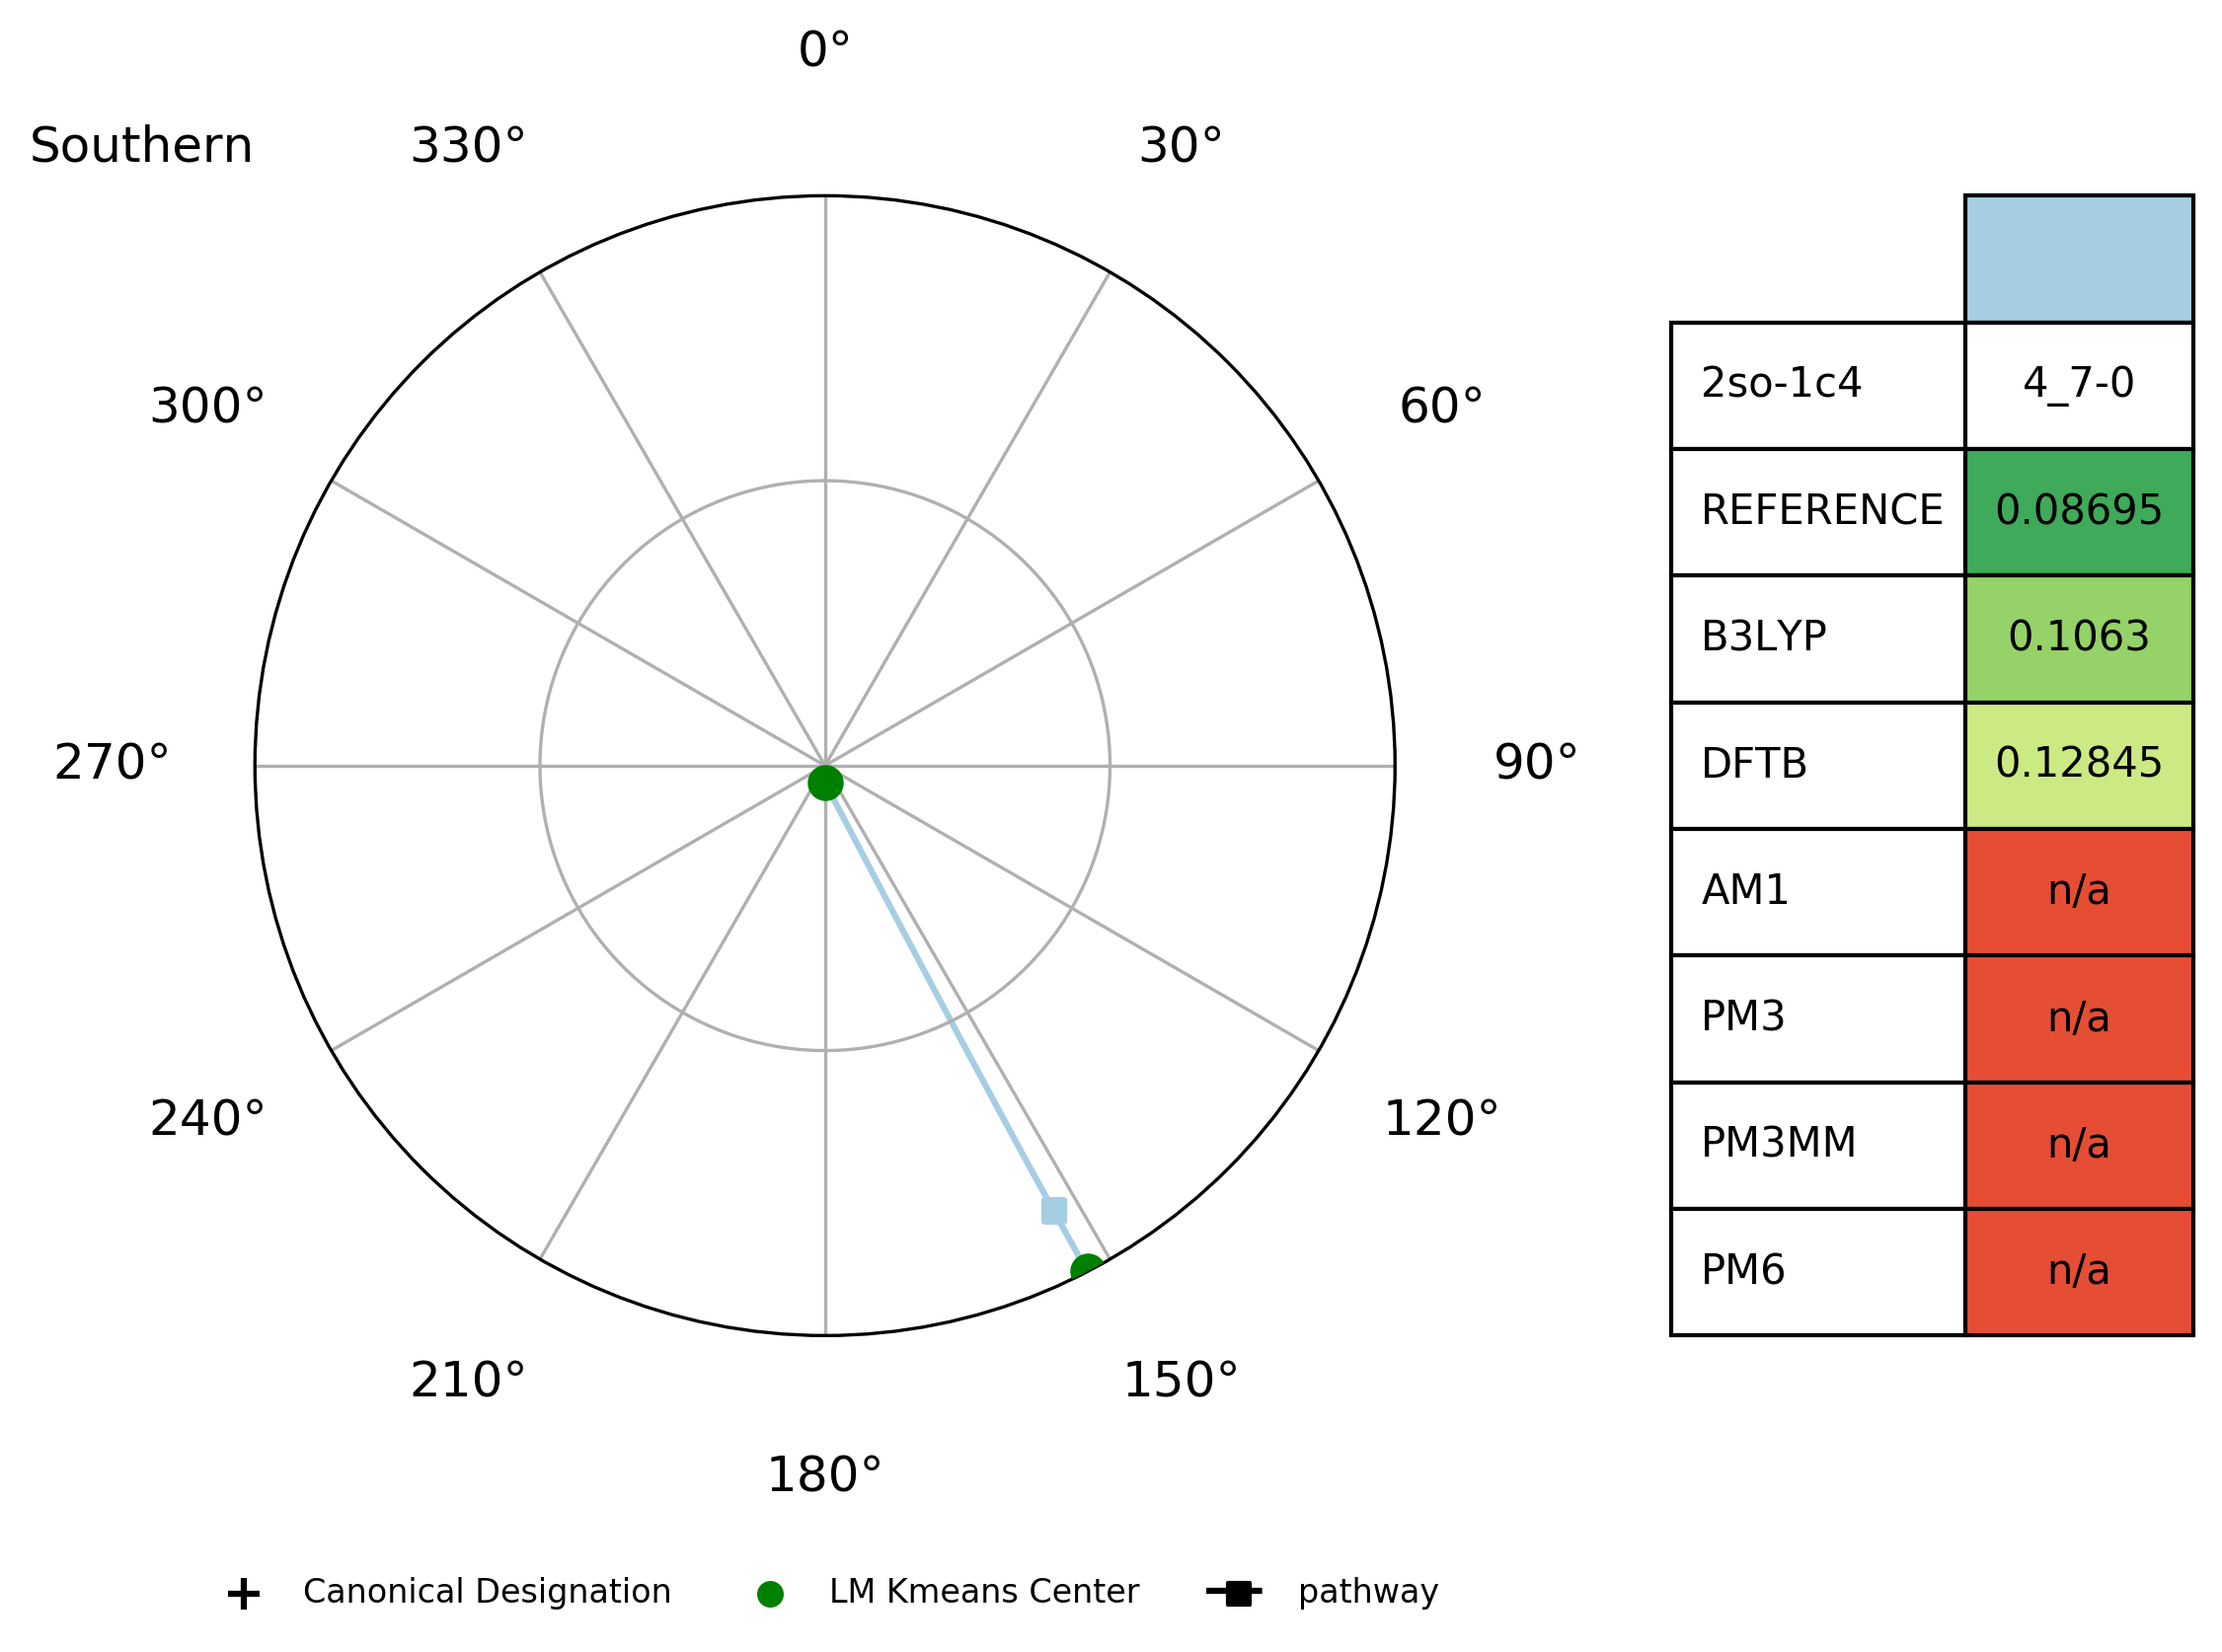 0°
Southern
330°
30°
300°
60°
270°
90°
240°
120°
210°
150°
180°
2so-1c4 4_7-0
REFERENCE 0.08695
B3LYP 0.1063
DFTB 0.12845
AM1 n/a
PM3 n/a
PM3MM n/a
PM6 n/a
Canonical Designation LM Kmeans Center pathway